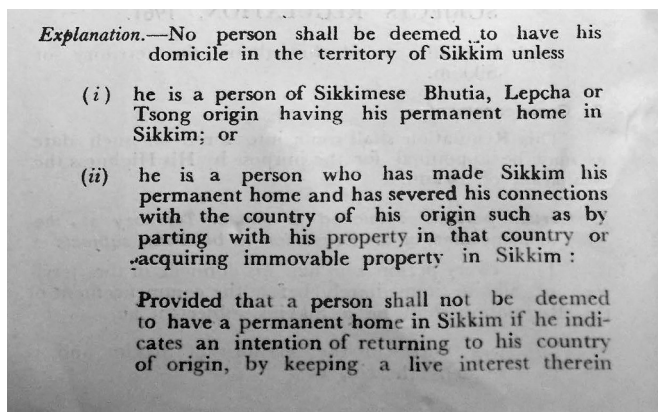 Explanation.—No person shall be deemed to have his
domicile in the territory of Sikkim unless
(i) he is a person of Sikkimese Bhutia, Lepcha or
Tsong origin having his permanent home in
Sikkim; or
(ii) he is a person who has made Sikkim his
permanent home and has severed his connections
with the country of his origin such as by
parting with his property in that country or
acquiring immovable property in Sikkim :
Provided that a person shall not be deemed
to have a permanent home in Sikkim if he indi-
cates an intention of returning to his country
of origin, by keeping a live interest therein